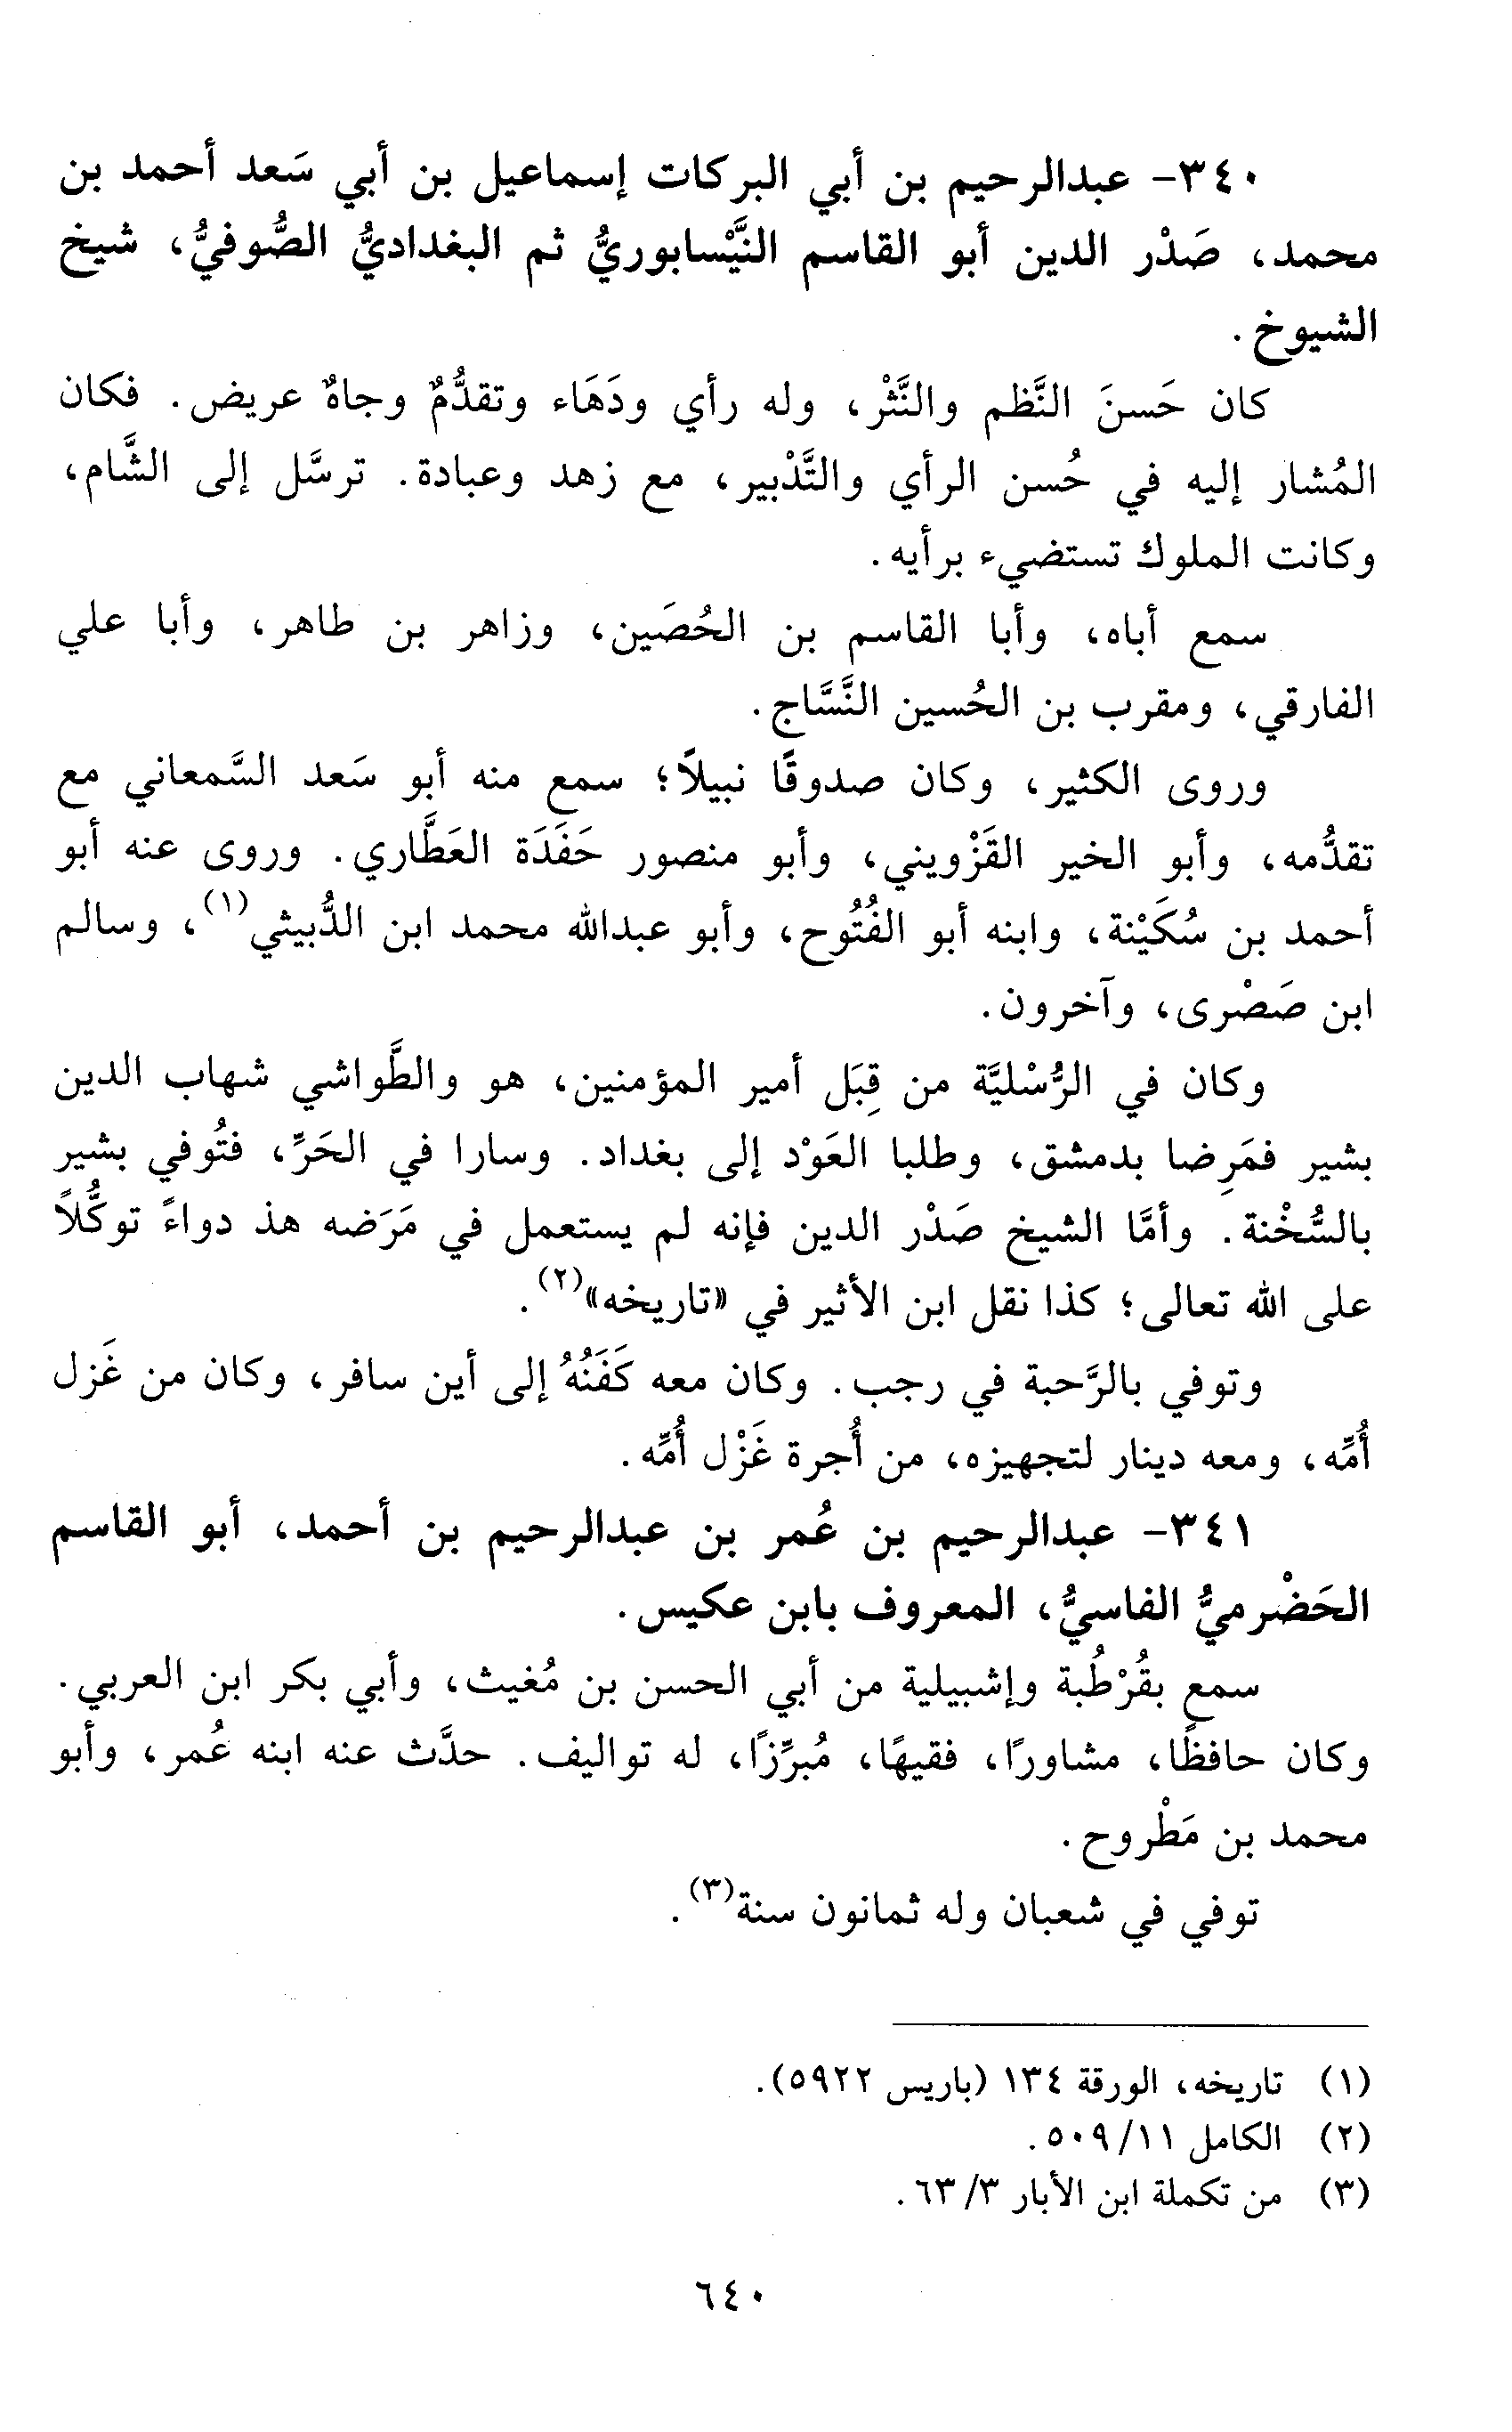 ٣٤٠- عبدالرحيم بن أبي البركات إسماعيل بن أبي سَعد أحمد بن
محمد، صَدْر الدين أبو القاسم النَّيْسابوريُّ ثم البغداديُّ الصُّوفيُّ، شيخ
الشيوخ.
كان حَسنَ النَّظم والنَّثْر، وله رأي ودَهَاء وتقدُّمٌ وجاهٌ عريض. فكان
المُشار إليه في حُسن الرأي والتَّدْبير، مع زهد وعبادة. ترسَّل إلى الشَّام،
وكانت الملوك تستضيء برأيه.
سمع أباه، وأبا القاسم بن الحُصَين، وزاهر بن طاهر، وأبا علي
الفارقي، ومقرب بن الحُسين النَّسَّاج.
وروى الكثير، وكان صدوقًا نبيلاً؛ سمع منه أبو سَعد السَّمعاني مع
تقدُّمه، وأبو الخير القَزْويني، وأبو منصور حَفَدَة العَطَّاري. وروى عنه أبو
أحمد بن سُكَيْنة، وابنه أبو الفُتُوح، وأبو عبدالله محمد ابن الدُّبيثي(١)، وسالم
ابن صَصْرى، وآخرون.
وكان في الرُّسْليَّة من قِبَل أمير المؤمنين، هو والطَّواشي شهاب الدين
بشير فمَرِضا بدمشق، وطلبا العَوْد إلى بغداد. وسارا في الحَرِّ، فتُوفي بشير
بالسُّخْنة. وأمَّا الشيخ صَدْر الدين فإنه لم يستعمل في مَرَضه هذ دواءً توكُّلاً
على الله تعالى؛ كذا نقل ابن الأثير في «تاريخه»(٢).
وتوفي بالرَّحبة في رجب. وكان معه كَفَنُهُ إلى أين سافر، وكان من غَزل
أُمِّه، ومعه دينار لتجهيزه، من أُجرة غَزْل أُمِّه.
٣٤١- عبدالرحيم بن عُمر بن عبدالرحيم بن أحمد، أبو القاسم
الحَضْرميُّ الفاسيُّ، المعروف بابن عكيس.
سمع بقُرْطُبة وإشبيلية من أبي الحسن بن مُغيث، وأبي بكر ابن العربي.
وكان حافظًا، مشاورًا، فقيهًا، مُبرِّزًا، له تواليف. حدَّث عنه ابنه عُمر، وأبو
محمد بن مَطْروح.
توفي في شعبان وله ثمانون سنة(٣).
(١) تاريخه، الورقة ١٣٤ (باريس ٥٩٢٢).
(٢) الكامل ١١/ ٥٠٩.
(٣) من تكملة ابن الأبار ٣/ ٦٣.
٦٤٠